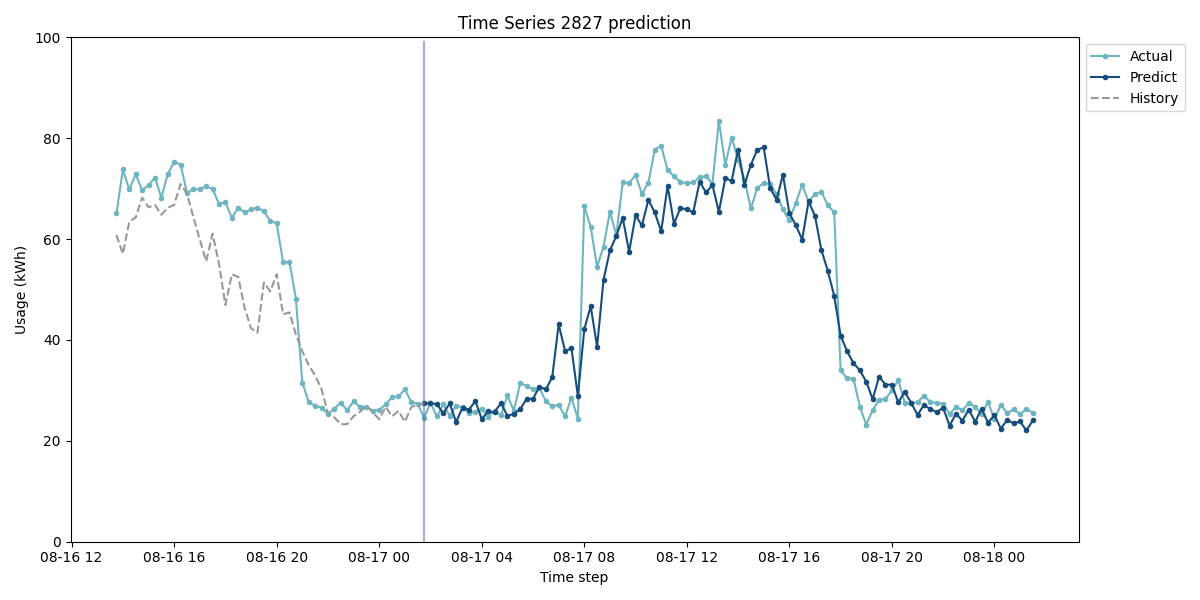 Time Series 2827 prediction
100
80
60
40
20
0
Usage (kWh)
08-16 12 08-16 16 08-16 20 08-17 00 08-17 04 08-17 08 08-17 12 08-17 16 08-17 20 08-18 00
Time step
Actual
Predict
History